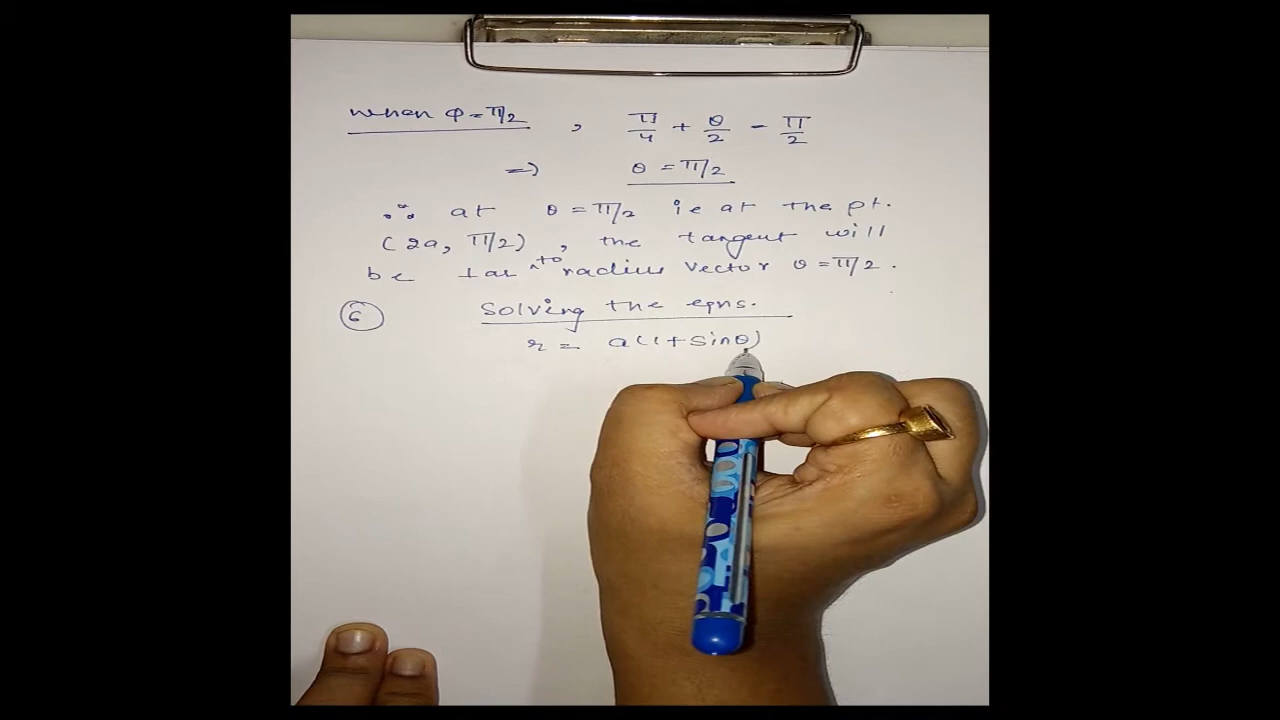 when φ = π/2 , π/4 + θ/2 = π/2
=) θ = π/2
∴ at θ = π/2 ie at the pt.
(2a, π/2) , the tangent will
be ⊥ar to radius vector θ = π/2 .
6 Solving the eqns.
r = a(1+sinθ)